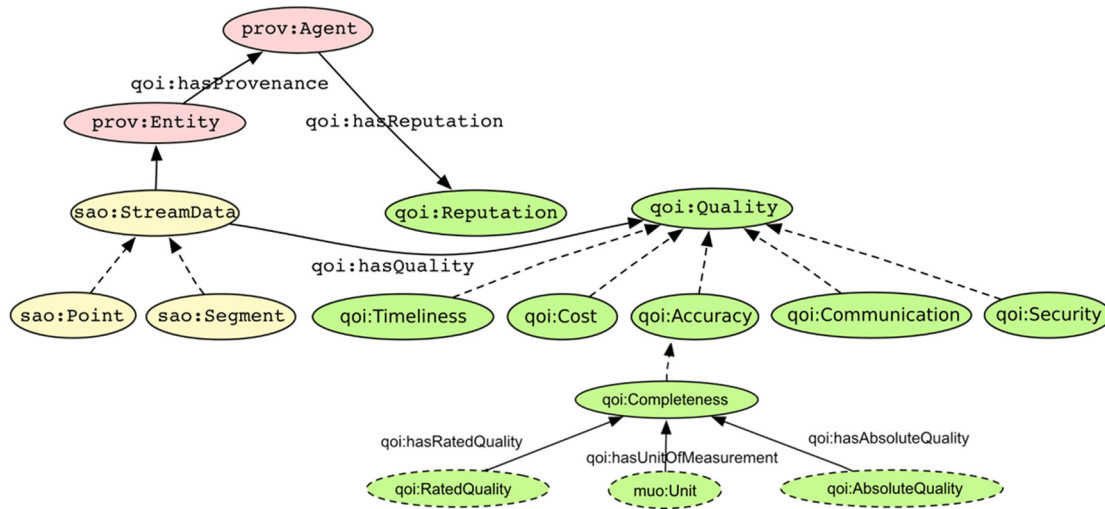 prov:Agent
qoi:hasProvenance
prov:Entity
qoi:hasReputation
sao:StreamData
qoi:Reputation
qoi:Quality
qoi:hasQuality
sao:Point
sao:Segment
qoi:Timeliness
qoi:Cost
qoi:Accuracy
qoi:Communication
qoi:Security
qoi:Completeness
qoi:hasRatedQuality
qoi:hasUnitOfMeasurement
qoi:hasAbsoluteQuality
qoi:RatedQuality
muo:Unit
qoi:AbsoluteQuality